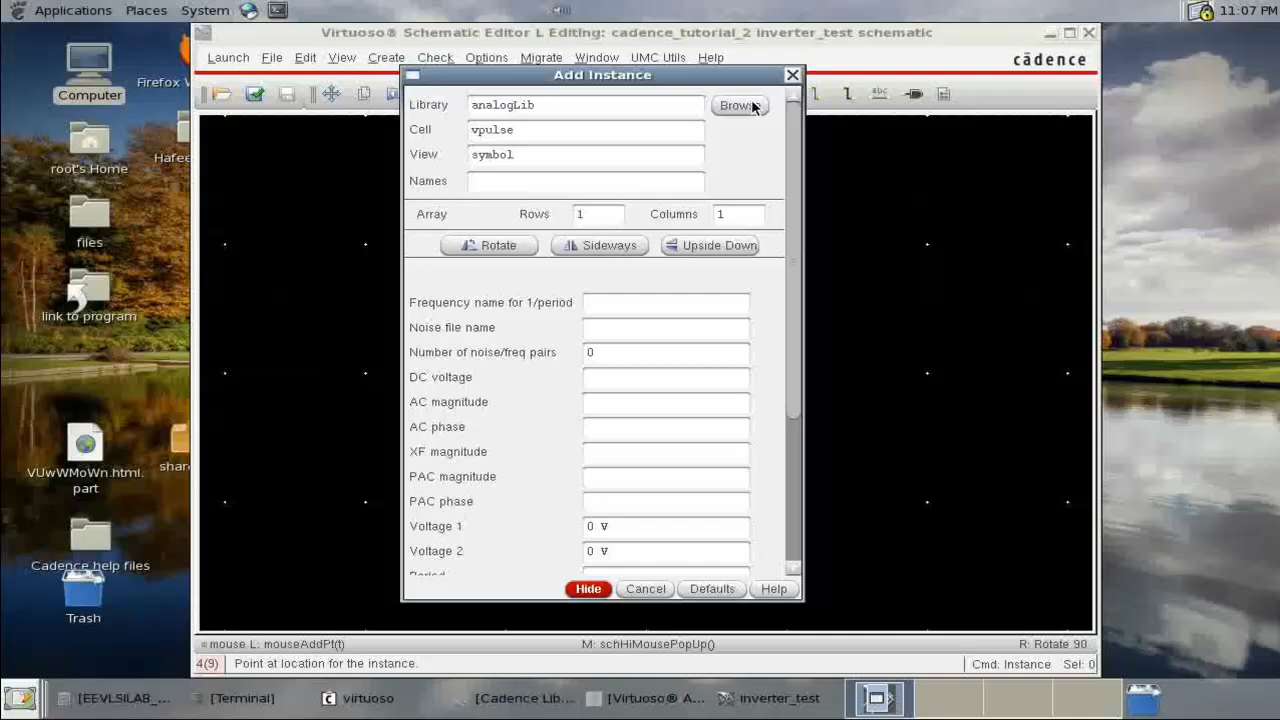 Applications Places System
11:07 PM
Virtuoso® Schematic Editor L Editing: cadence_tutorial_2 inverter_test schematic
Launch File Edit View Create Check Options Migrate Window UMC Utils Help
cādence
Add Instance
Library analogLib
Cell vpulse
View symbol
Names
Array Rows 1 Columns 1
Rotate Sideways Upside Down
Frequency name for 1/period
Noise file name
Number of noise/freq pairs 0
DC voltage
AC magnitude
AC phase
XF magnitude
PAC magnitude
PAC phase
Voltage 1 0 V
Voltage 2 0 V
Hide Cancel Defaults Help
abc
Computer
Firefox
root's Home
files
link to program
VUwWMoWn.html.
part
Cadence help files
Trash
mouse L: mouseAddPt(t) M: schHiMousePopUp() R: Rotate 90
4(9) Point at location for the instance. Cmd: Instance Sel: 0
[EEVLSILAB_... [Terminal] virtuoso [Cadence Lib... [Virtuoso® A... inverter_test